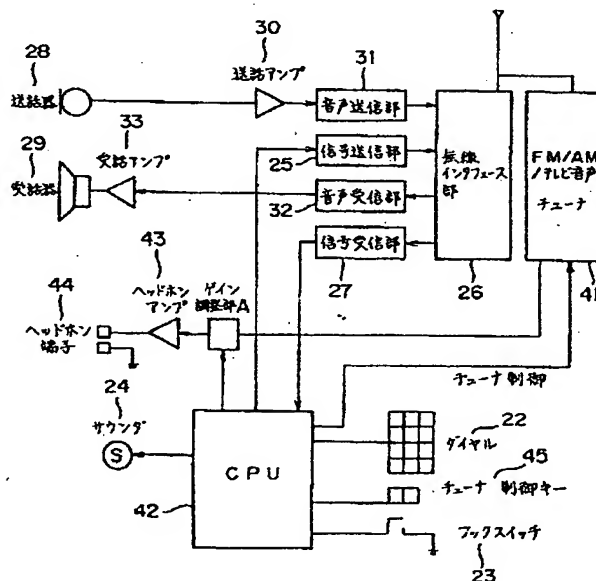 30
28
送話アンプ
31
送話器
音声送信部
33
29
受話アンプ
信号送信部
25
受話器
無線
インタフェース
部
FM/AM
/テレビ音声
チューナ
音声受信部
32
43
信号受信部
44
ヘッドホン
アンプ
ゲイン
調整部A
27
26
41
ヘッドホン
端子
チューナ制御
24
22
サウンダ
ダイヤル
S
CPU
45
チューナ制御キー
42
フックスイッチ
23